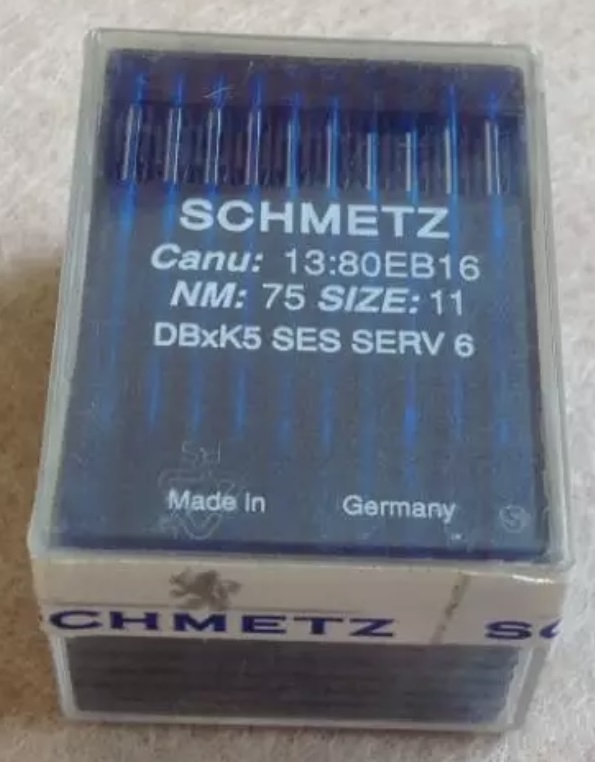 SCHMETZ
Canu: 13:80EB16
NM: 75 SIZE: 11
DBxK5 SES SERV 6
Made in Germany
CHMETZ